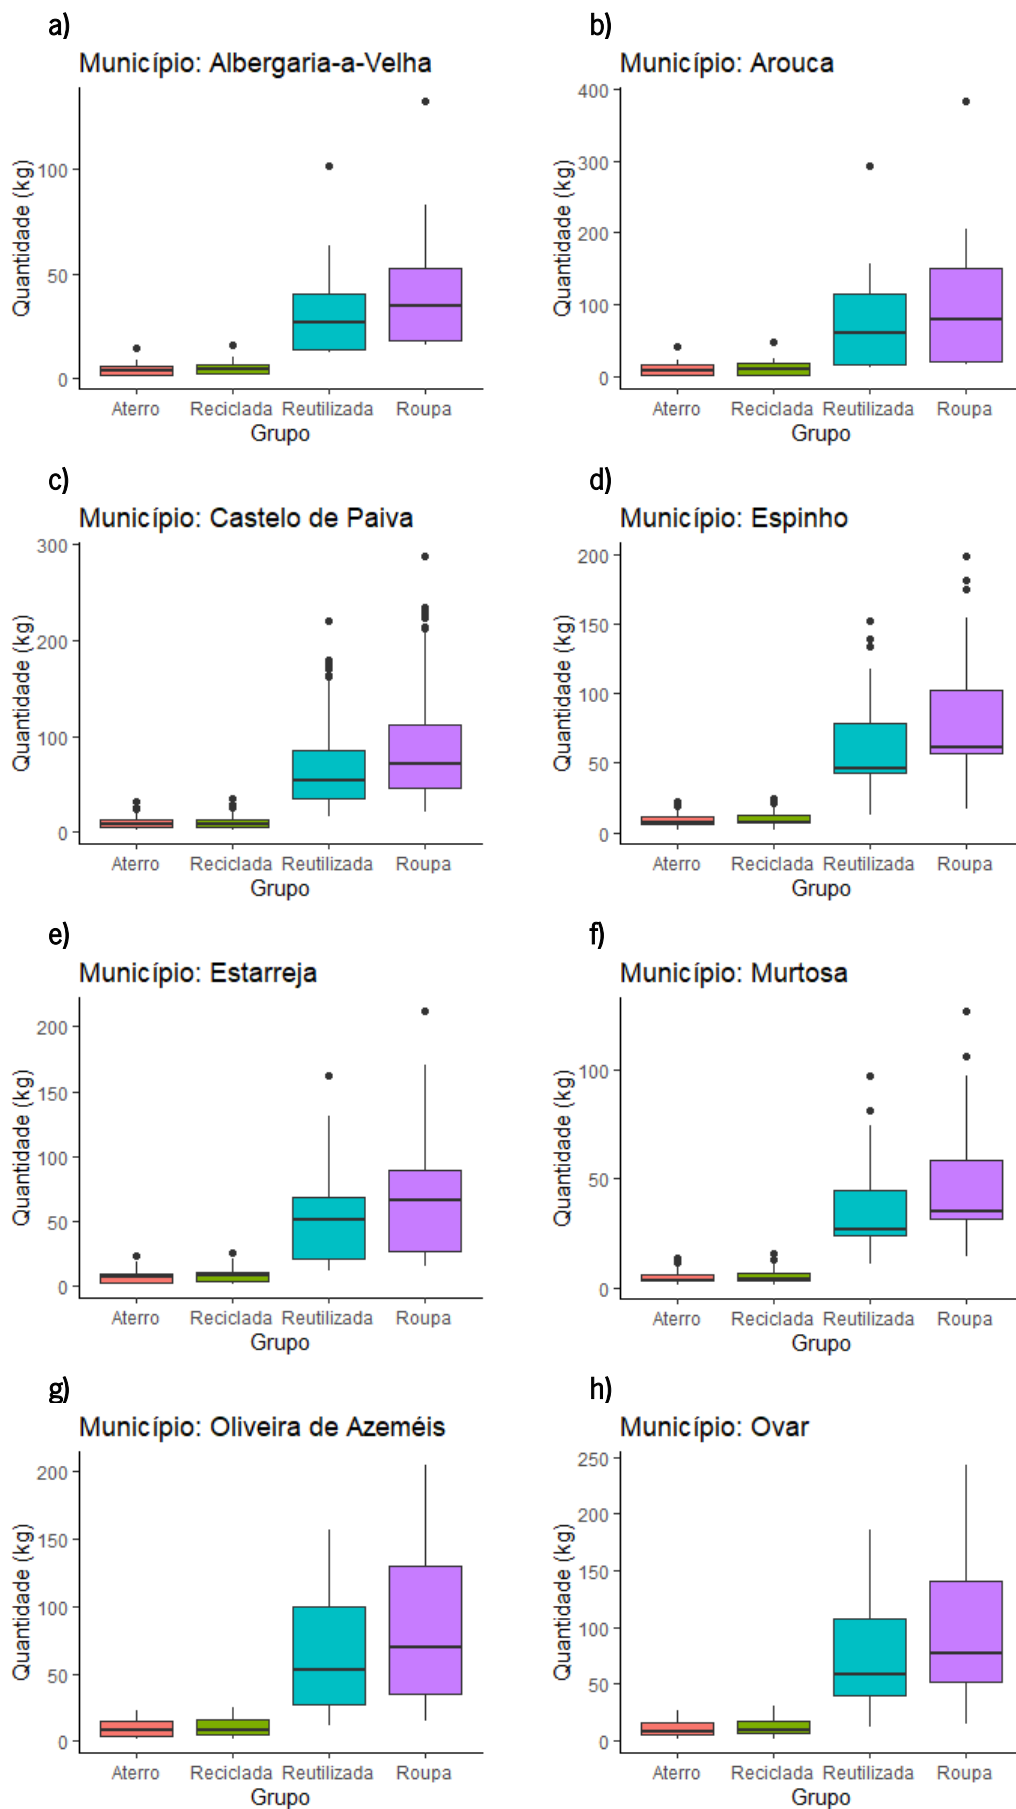 a)
Município: Albergaria-a-Velha
Quantidade (kg)
100
50
0
Aterro Reciclada Reutilizada Roupa
Grupo
b)
Município: Arouca
Quantidade (kg)
400
300
200
100
0
Aterro Reciclada Reutilizada Roupa
Grupo
c)
Município: Castelo de Paiva
Quantidade (kg)
300
200
100
0
Aterro Reciclada Reutilizada Roupa
Grupo
d)
Município: Espinho
Quantidade (kg)
200
150
100
50
0
Aterro Reciclada Reutilizada Roupa
Grupo
e)
Município: Estarreja
Quantidade (kg)
200
150
100
50
0
Aterro Reciclada Reutilizada Roupa
Grupo
f)
Município: Murtosa
Quantidade (kg)
100
50
0
Aterro Reciclada Reutilizada Roupa
Grupo
g)
Município: Oliveira de Azeméis
Quantidade (kg)
200
150
100
50
0
Aterro Reciclada Reutilizada Roupa
Grupo
h)
Município: Ovar
Quantidade (kg)
250
200
150
100
50
0
Aterro Reciclada Reutilizada Roupa
Grupo